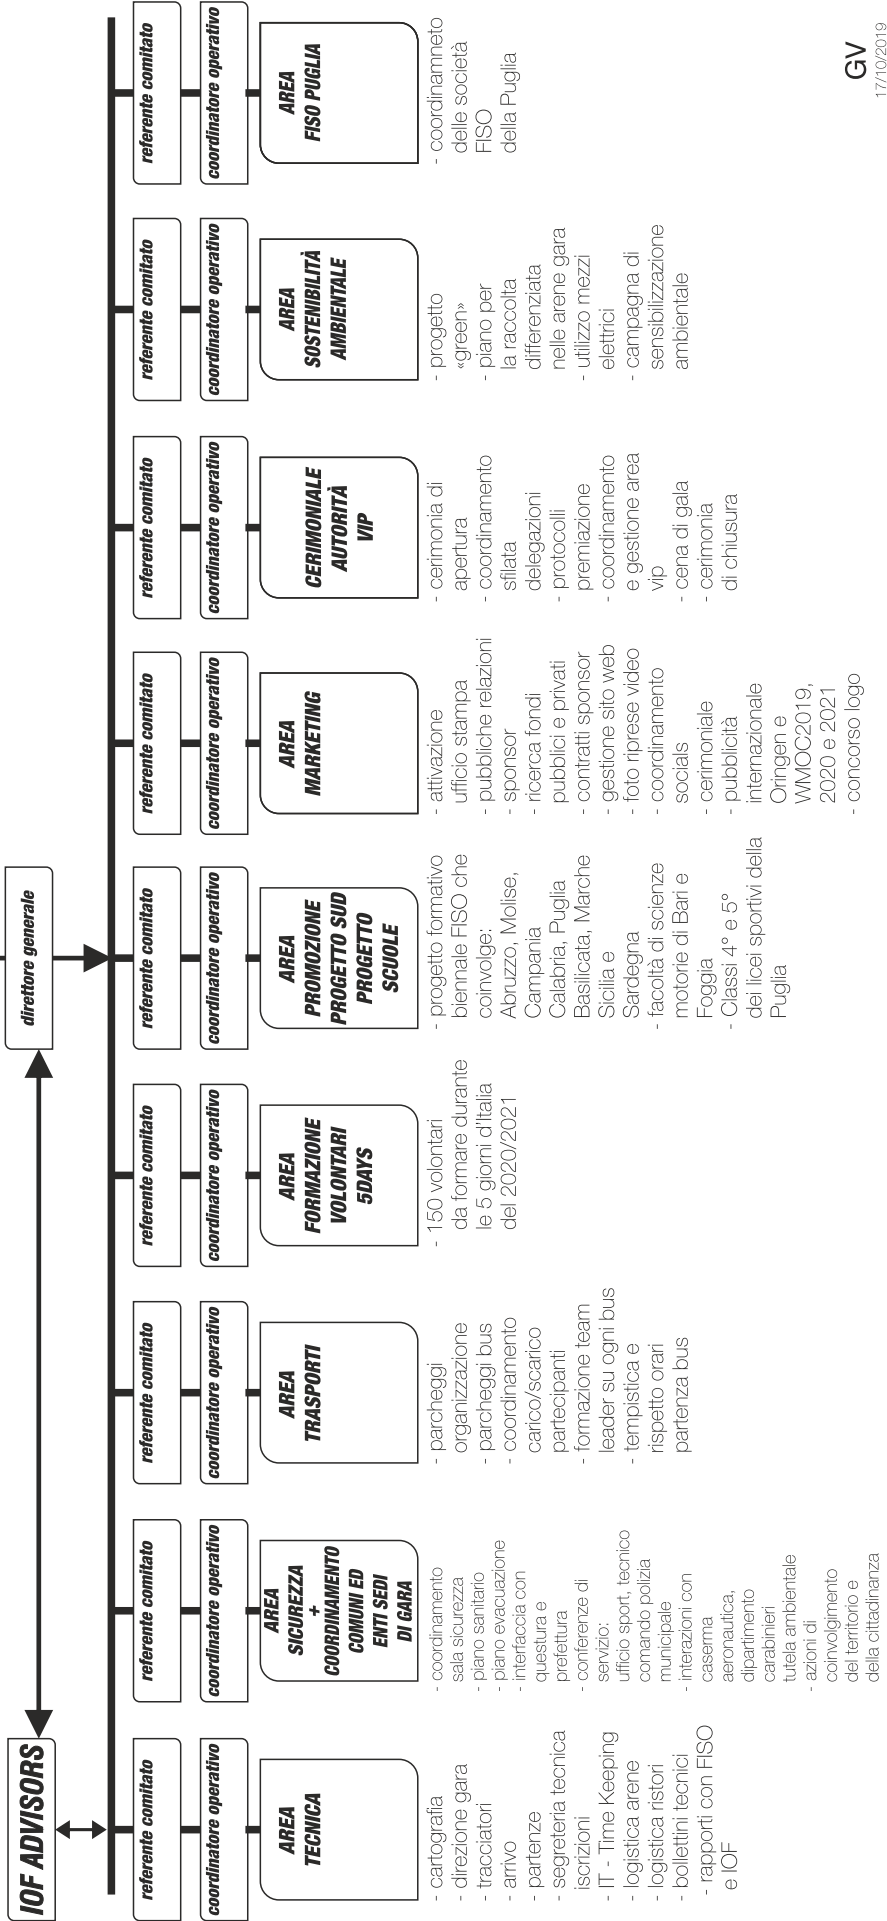 IOF ADVISORS
direttore generale
referente comitato
coordinatore operativo
AREA
TECNICA
- cartografia
- direzione gara
- tracciatori
- arrivo
- partenze
- segreteria tecnica
iscrizioni
- IT - Time Keeping
- logistica arene
- logistica ristori
- bollettini tecnici
- rapporti con FISO
e IOF
referente comitato
coordinatore operativo
AREA
SICUREZZA
+
COORDINAMENTO
COMUNI ED
ENTI SEDI
DI GARA
- coordinamento
sala sicurezza
- piano sanitario
- piano evacuazione
- interfaccia con
questura e
prefettura
- conferenze di
servizio:
ufficio sport, tecnico
comando polizia
municipale
- interazioni con
caserma
aeronautica,
dipartimento
carabinieri
tutela ambientale
- azioni di
coinvolgimento
del territorio e
della cittadinanza
referente comitato
coordinatore operativo
AREA
TRASPORTI
- parcheggi
organizzazione
- parcheggi bus
- coordinamento
carico/scarico
partecipanti
- formazione team
leader su ogni bus
- tempistica e
rispetto orari
partenza bus
referente comitato
coordinatore operativo
AREA
FORMAZIONE
VOLONTARI
5DAYS
- 150 volontari
da formare durante
le 5 giorni d'Italia
del 2020/2021
referente comitato
coordinatore operativo
AREA
PROMOZIONE
PROGETTO SUD
PROGETTO
SCUOLE
- progetto formativo
biennale FISO che
coinvolge:
Abruzzo, Molise,
Campania
Calabria, Puglia
Basilicata, Marche
Sicilia e
Sardegna
- facoltà di scienze
motorie di Bari e
Foggia
- Classi 4° e 5°
dei licei sportivi della
Puglia
referente comitato
coordinatore operativo
AREA
MARKETING
- attivazione
ufficio stampa
- pubbliche relazioni
- sponsor
- ricerca fondi
pubblici e privati
- contratti sponsor
- gestione sito web
- foto riprese video
- coordinamento
socials
- cerimoniale
- pubblicità
internazionale
Oringen e
WMOC2019,
2020 e 2021
- concorso logo
referente comitato
coordinatore operativo
CERIMONIALE
AUTORITÀ
VIP
- cerimonia di
apertura
- coordinamento
sfilata
delegazioni
- protocolli
premiazione
- coordinamento
e gestione area
vip
- cena di gala
- cerimonia
di chiusura
referente comitato
coordinatore operativo
AREA
SOSTENIBILITÀ
AMBIENTALE
- progetto
«green»
- piano per
la raccolta
differenziata
nelle arene gara
- utilizzo mezzi
elettrici
- campagna di
sensibilizzazione
ambientale
referente comitato
coordinatore operativo
AREA
FISO PUGLIA
- coordinamneto
delle società
FISO
della Puglia
GV
17/10/2019